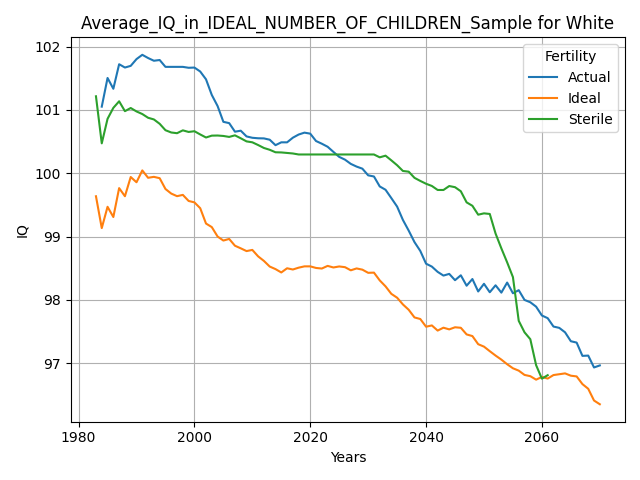 Average_IQ_in_IDEAL_NUMBER_OF_CHILDREN_Sample for White
Fertility
Actual
Ideal
Sterile
102
101
100
99
98
97
IQ
1980
2000
2020
2040
2060
Years